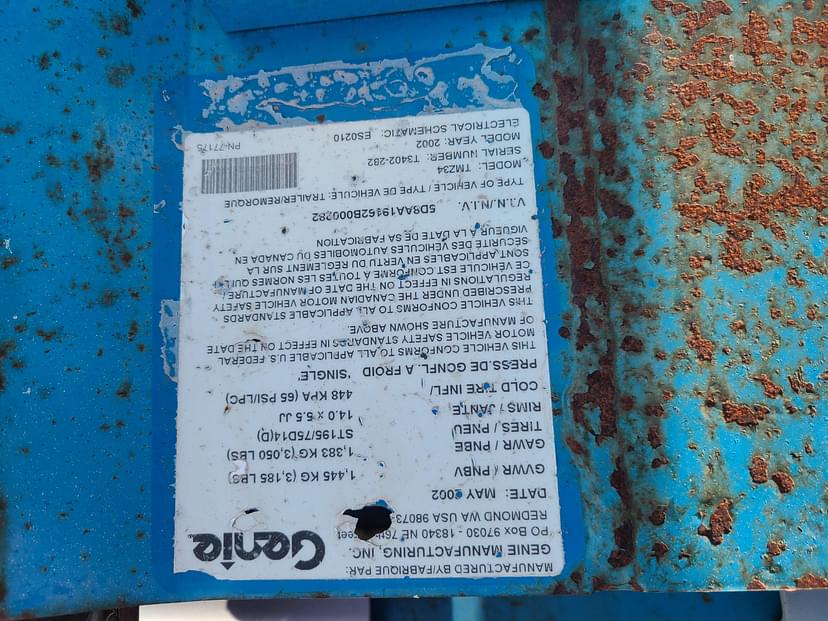 MANUFACTURED BY/FABRIQUE PAR:
GENIE MANUFACTURING, INC.
PO Box 97030 - 18340 NE 76th Street
REDMOND WA USA 98073-
Genie
DATE: MAY 2002
GVWR / PNBV 1,445 KG (3,185 LBS)
GAWR / PNBE 1,383 KG (3,050 LBS)
TIRES / PNEU ST195/75D14(D)
RIMS / JANTE 14.0 x 5.5 JJ
COLD TIRE INFL/ 448 KPA (65 PSI/LPC)
PRESS.DE GONFL. A FROID *SINGLE*
THIS VEHICLE CONFORMS TO ALL APPLICABLE U.S. FEDERAL
MOTOR VEHICLE SAFETY STANDARDS IN EFFECT ON THE DATE
OF MANUFACTURE SHOWN ABOVE.
THIS VEHICLE CONFORMS TO ALL APPLICABLE STANDARDS
PRESCRIBED UNDER THE CANADIAN MOTOR VEHICLE SAFETY
REGULATIONS IN EFFECT ON THE DATE OF MANUFACTURE /
CE VEHICULE EST CONFORME A TOUTES LES NORMES QUI LUI
SONT APPLICABLES EN VERTU DU REGLEMENT SUR LA
SECURITE DES VEHICULES AUTOMOBILES DU CANADA EN
VIGUEUR A LA DATE DE SA FABRICATION
V.I.N./N.I.V. 5D8AA19162B000282
TYPE OF VEHICLE / TYPE DE VEHICULE: TRAILER/REMORQUE
MODEL: TMZ34
SERIAL NUMBER: T3402-282
MODEL YEAR: 2002
ELECTRICAL SCHEMATIC: ES0210
PN-77175